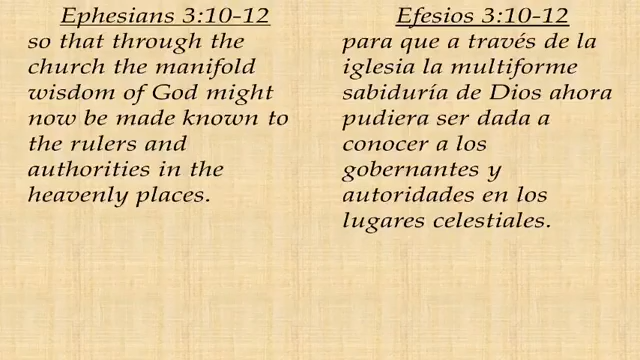 Ephesians 3:10-12
so that through the
church the manifold
wisdom of God might
now be made known to
the rulers and
authorities in the
heavenly places.
Efesios 3:10-12
para que a través de la
iglesia la multiforme
sabiduría de Dios ahora
pudiera ser dada a
conocer a los
gobernantes y
autoridades en los
lugares celestiales.